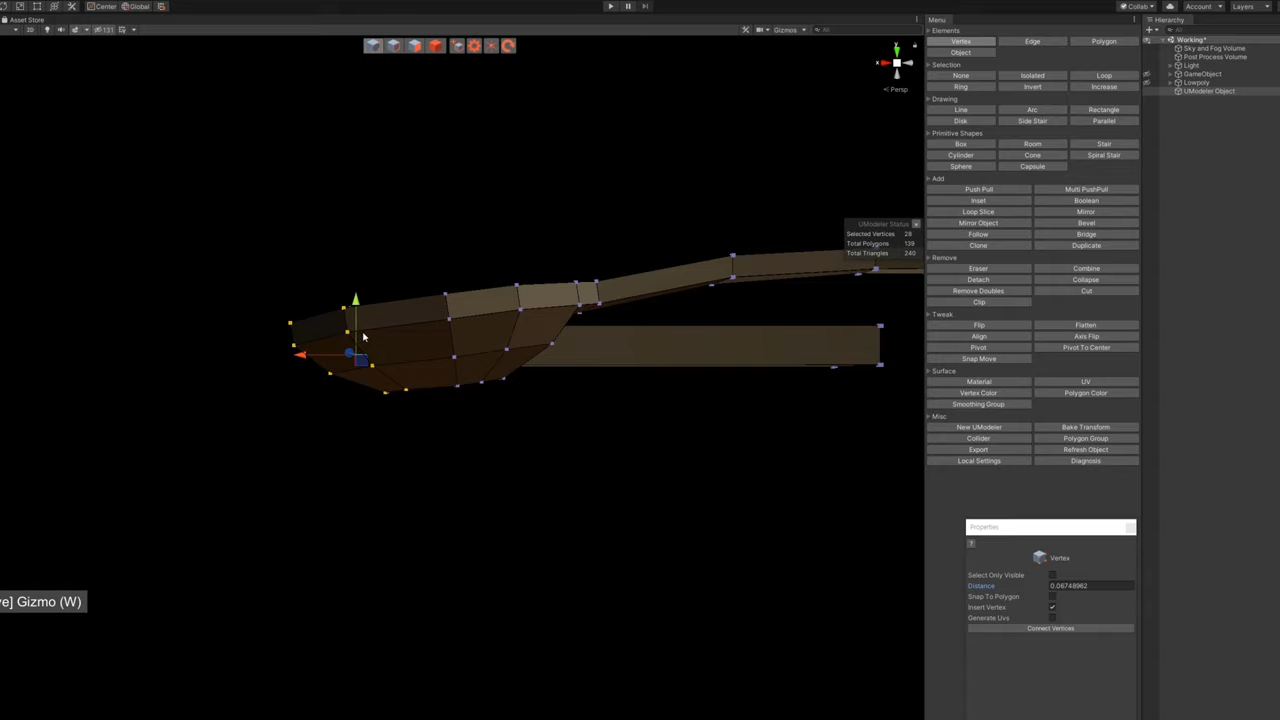 Center Global
Collab Account Layers
Asset Store
Menu
Hierarchy
2D 131 Gizmos All
Elements
Vertex Edge Polygon
Object
Selection
None Isolated Loop
Ring Invert Increase
Drawing
Line Arc Rectangle
Disk Side Stair Parallel
Primitive Shapes
Box Room Stair
Cylinder Cone Spiral Stair
Sphere Capsule
Add
Push Pull Multi PushPull
Inset Boolean
Loop Slice Mirror
Mirror Object Bevel
Follow Bridge
Clone Duplicate
Remove
Eraser Combine
Detach Collapse
Remove Doubles Cut
Clip
Tweak
Flip Flatten
Align Axis Flip
Pivot Pivot To Center
Snap Move
Surface
Material UV
Vertex Color Polygon Color
Smoothing Group
Misc
New UModeler Bake Transform
Collider Polygon Group
Export Refresh Object
Local Settings Diagnosis
All
Working*
Sky and Fog Volume
Post Process Volume
Light
GameObject
Lowpoly
UModeler Object
y
x
< Persp
UModeler Status x
Selected Vertices 28
Total Polygons 139
Total Triangles 240
Properties
?
Vertex
Select Only Visible
Distance 0.06748962
Snap To Polygon
Insert Vertex
Generate Uvs
Connect Vertices
ve] Gizmo (W)